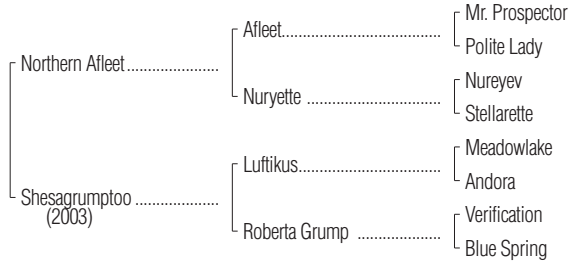 Mr. Prospector
Afleet
Polite Lady
Northern Afleet
Nureyev
Nuryette
Stellarette
Meadowlake
Luftikus
Andora
Shesagrumptoo
(2003)
Verification
Roberta Grump
Blue Spring